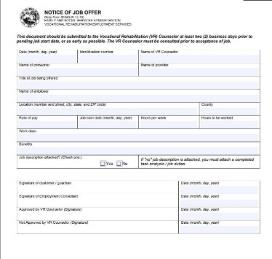 NOTICE OF JOB OFFER
This document should be submitted to the Vocational Rehabilitation (VR) Counselor at least two (2) business days prior to
pending job start date, or as early as possible. The VR Counselor must be consulted prior to acceptance of job.
Date (month, day, year) Identification number Name of VR Counselor
Name of consumer Name of provider
Title of job being offered
Name of employer
Location (number and street, city, state, and ZIP code) County
Rate of pay Job start date (month, day, year) Hours per week Hours to be worked
Work days
Benefits
Job description attached? (Check one) Yes No If "no" job description is attached, you must attach a completed
task analysis / job duties.
Signature of customer / guardian Date (month, day, year)
Signature of Employment Consultant Date (month, day, year)
Approved by VR Counselor (Signature) Date (month, day, year)
Not Approved by VR Counselor (Signature) Date (month, day, year)